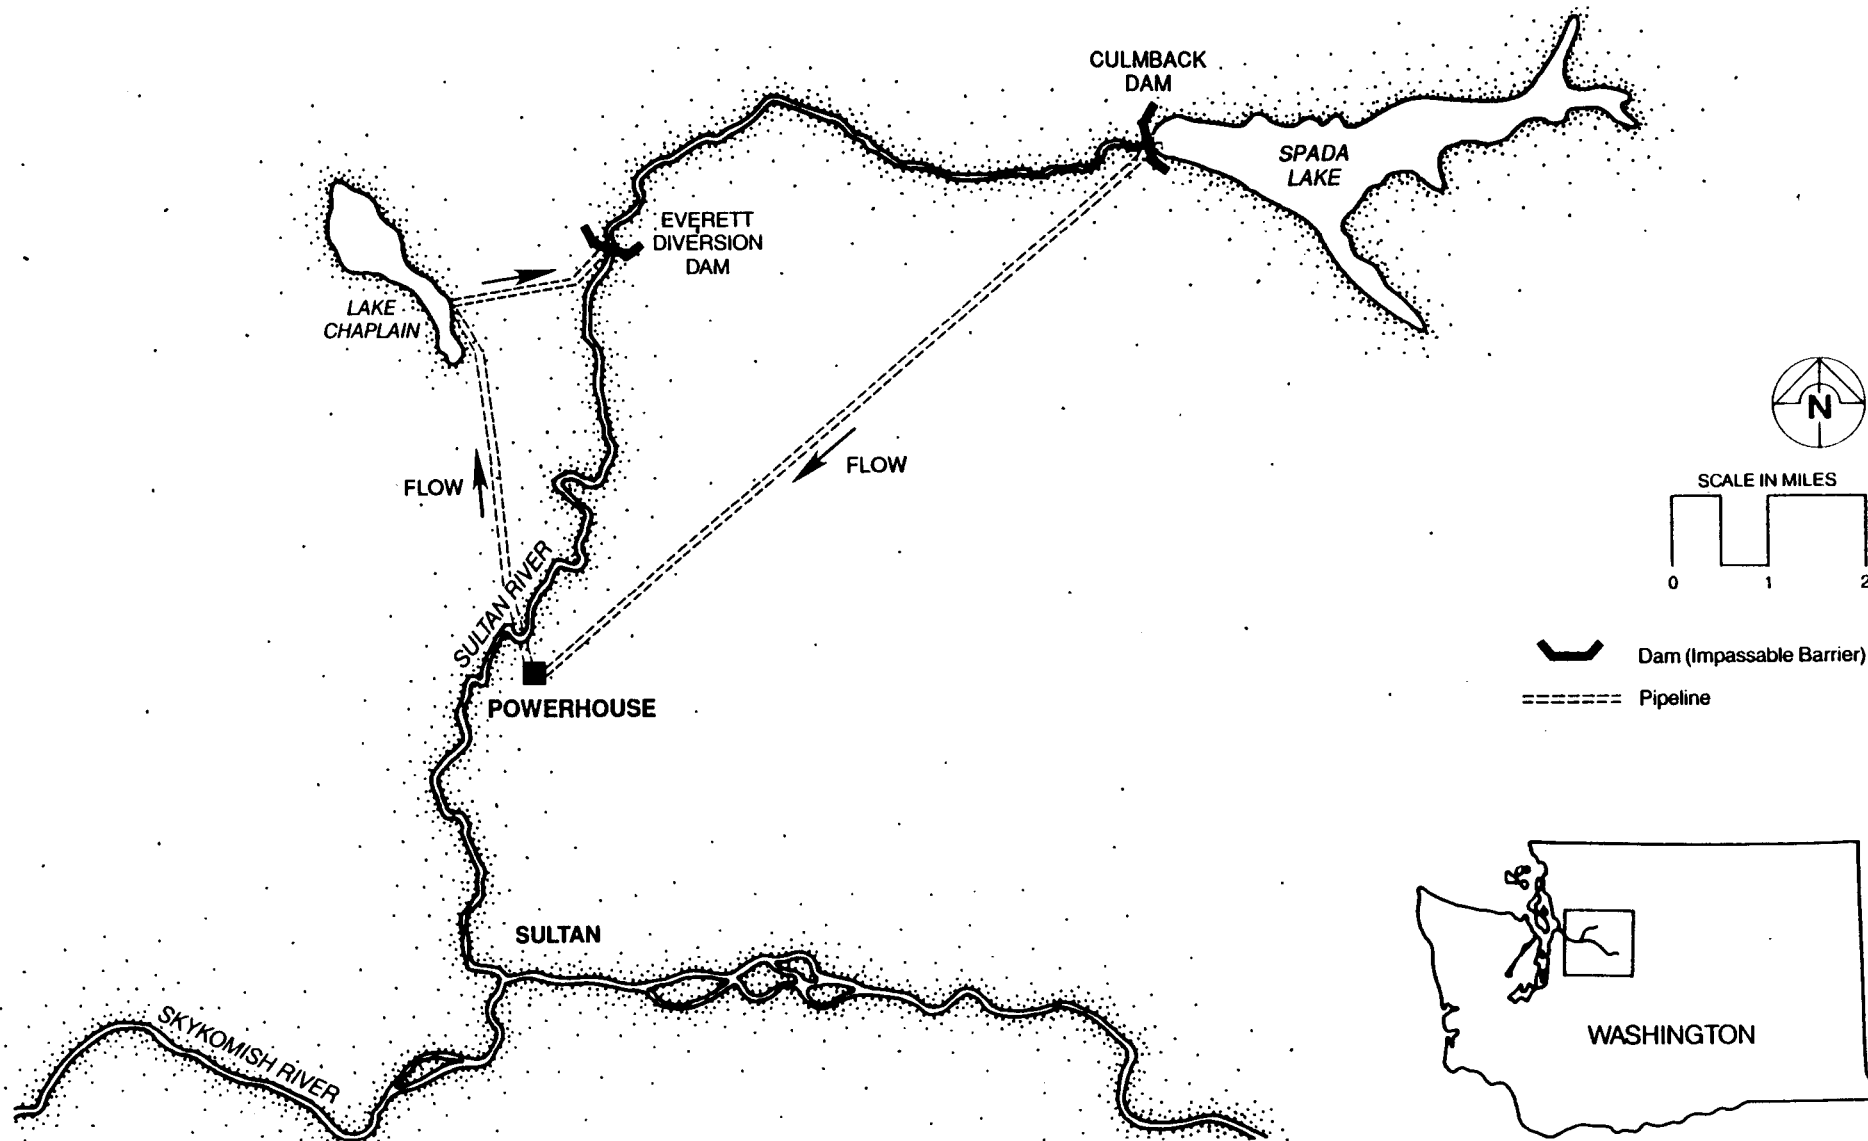 CULMBACK
DAM
SPADA
LAKE
EVERETT
DIVERSION
DAM
LAKE
CHAPLAIN
FLOW
FLOW
N
SCALE IN MILES
0 1 2
SULTAN RIVER
Dam (Impassable Barrier)
Pipeline
POWERHOUSE
SULTAN
SKYKOMISH RIVER
WASHINGTON